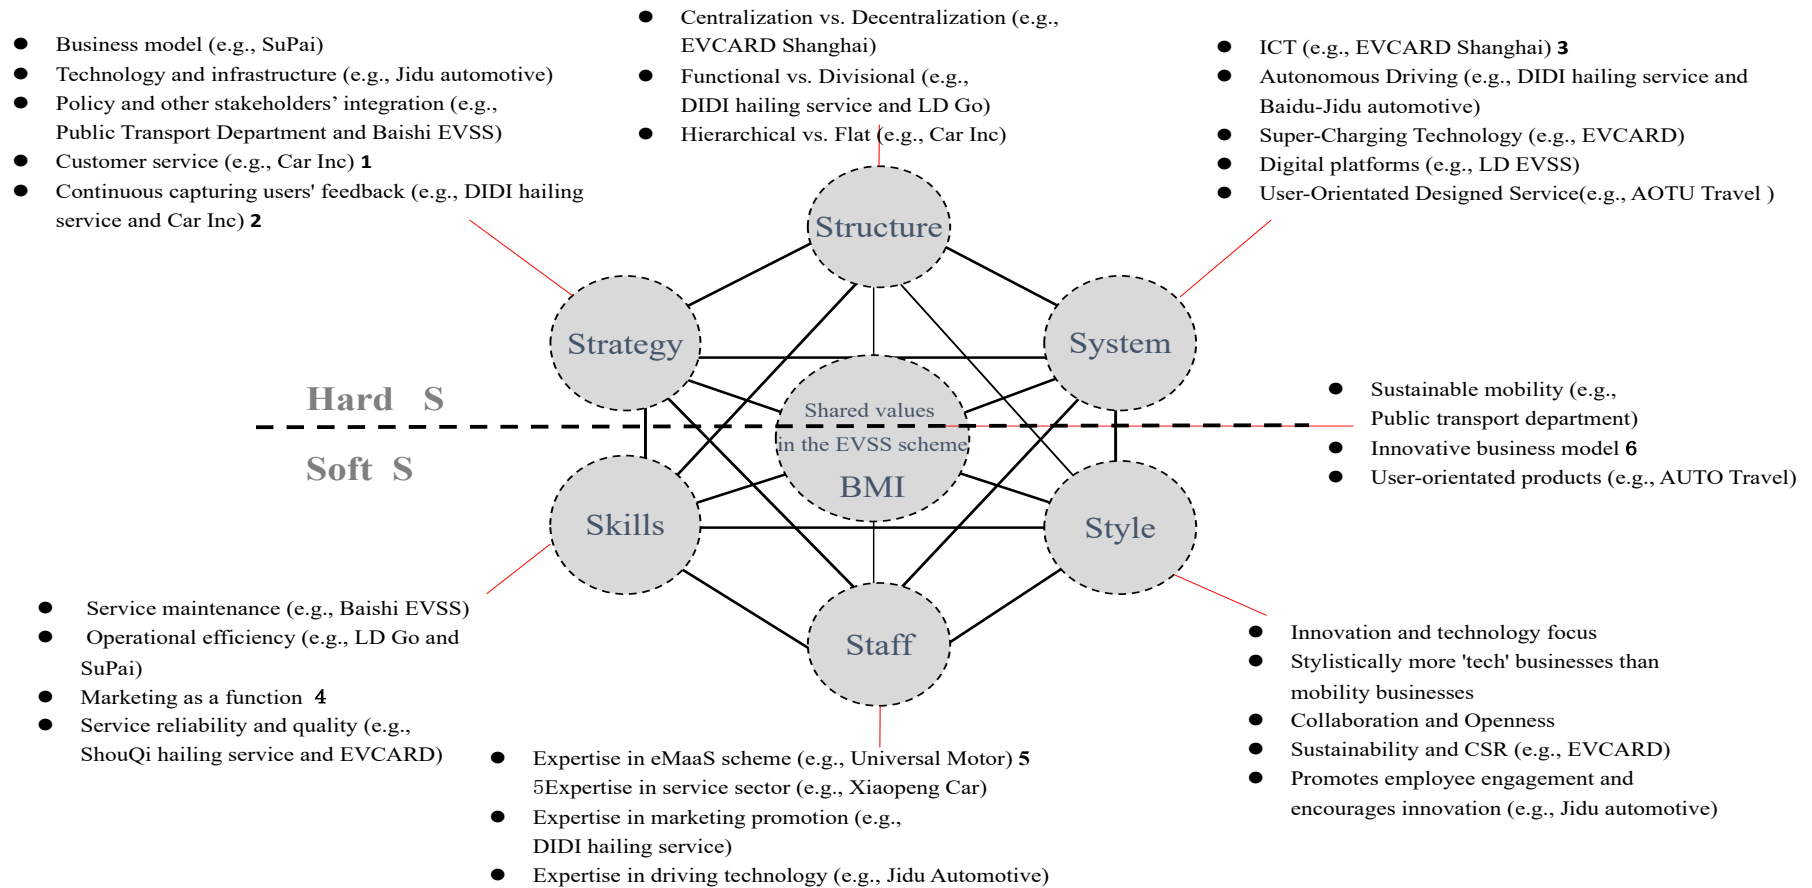 ● Business model (e.g., SuPai)
● Technology and infrastructure (e.g., Jidu automotive)
● Policy and other stakeholders’ integration (e.g.,
Public Transport Department and Baishi EVSS)
● Customer service (e.g., Car Inc) 1
● Continuous capturing users' feedback (e.g., DIDI hailing
service and Car Inc) 2
● Centralization vs. Decentralization (e.g.,
EVCARD Shanghai)
● Functional vs. Divisional (e.g.,
DIDI hailing service and LD Go)
● Hierarchical vs. Flat (e.g., Car Inc)
● ICT (e.g., EVCARD Shanghai) 3
● Autonomous Driving (e.g., DIDI hailing service and
Baidu-Jidu automotive)
● Super-Charging Technology (e.g., EVCARD)
● Digital platforms (e.g., LD EVSS)
● User-Orientated Designed Service(e.g., AOTU Travel )
Structure
Strategy
System
Hard S
Soft S
Shared values
in the EVSS scheme
BMI
● Sustainable mobility (e.g.,
Public transport department)
● Innovative business model 6
● User-orientated products (e.g., AUTO Travel)
Skills
Style
Staff
● Service maintenance (e.g., Baishi EVSS)
● Operational efficiency (e.g., LD Go and
SuPai)
● Marketing as a function 4
● Service reliability and quality (e.g.,
ShouQi hailing service and EVCARD)
● Expertise in eMaaS scheme (e.g., Universal Motor) 5
5Expertise in service sector (e.g., Xiaopeng Car)
● Expertise in marketing promotion (e.g.,
DIDI hailing service)
● Expertise in driving technology (e.g., Jidu Automotive)
● Innovation and technology focus
● Stylistically more 'tech' businesses than
mobility businesses
● Collaboration and Openness
● Sustainability and CSR (e.g., EVCARD)
● Promotes employee engagement and
encourages innovation (e.g., Jidu automotive)